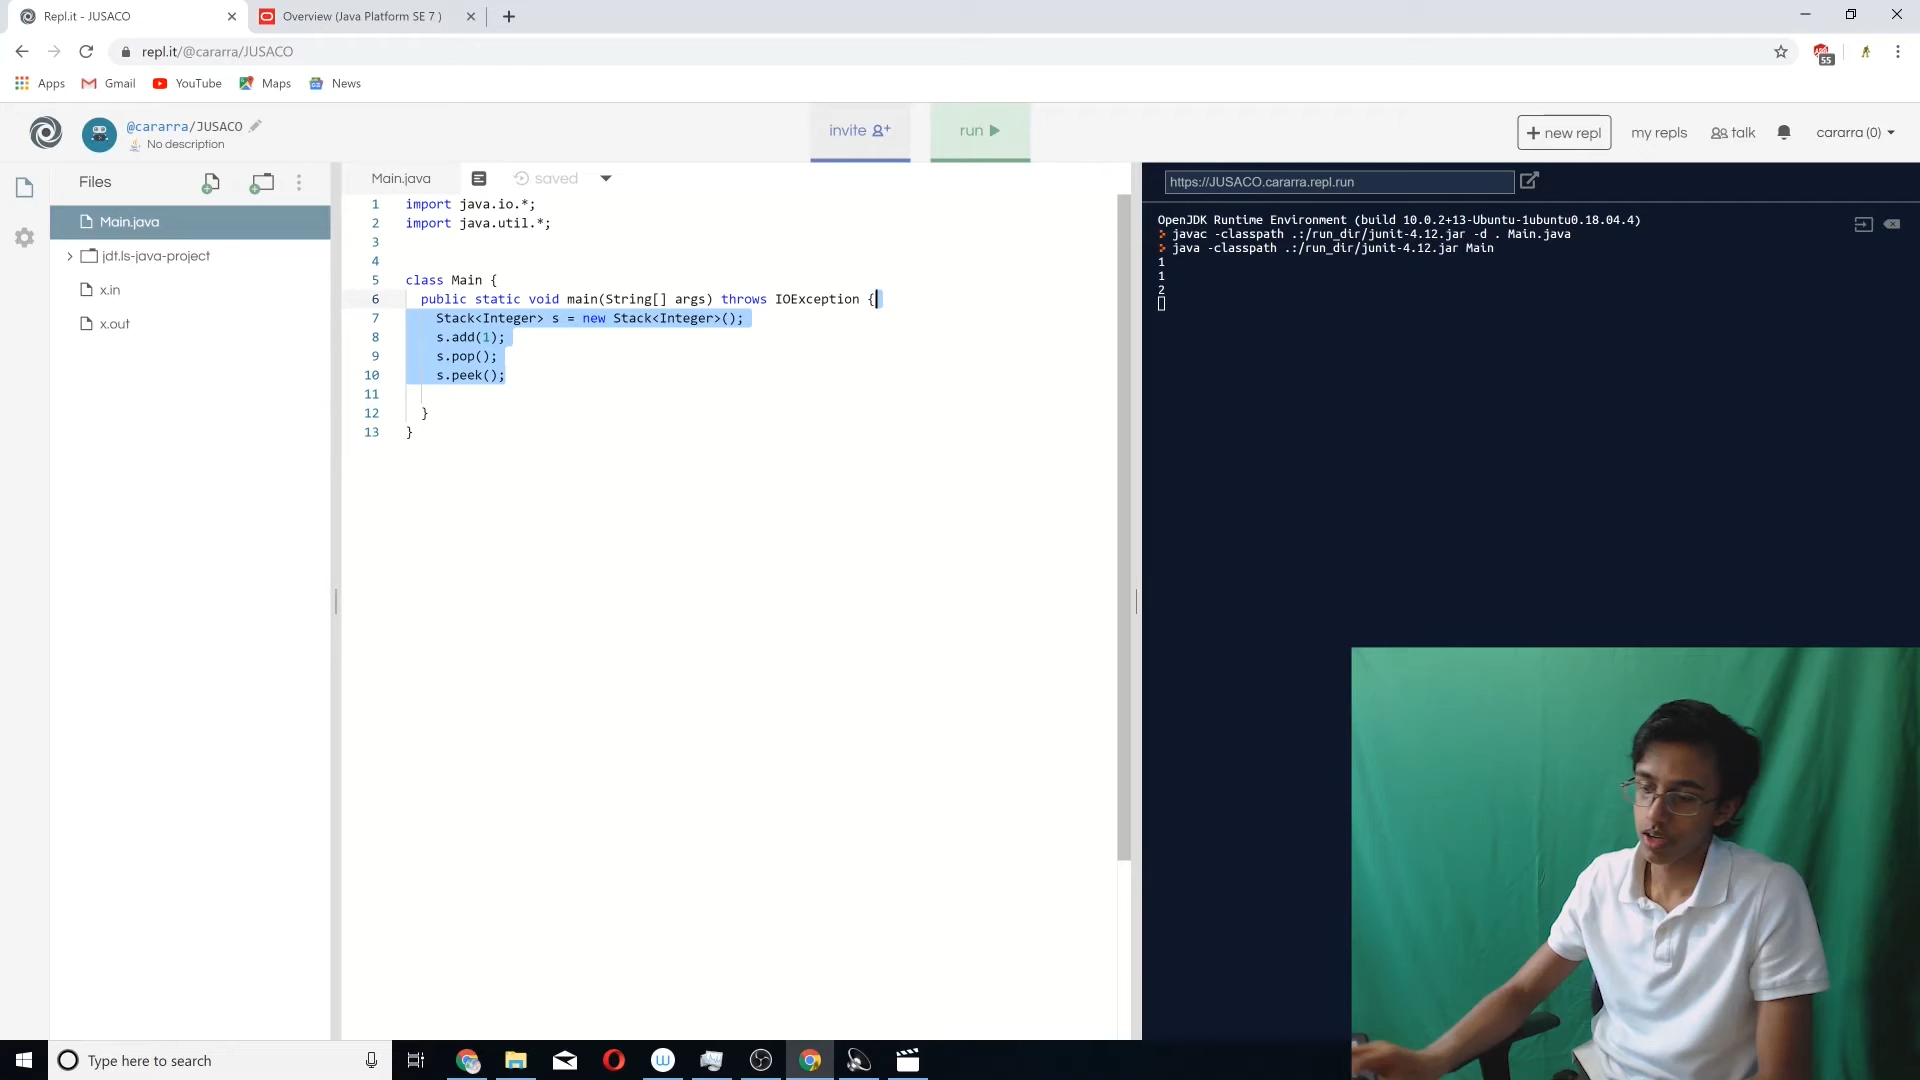 Repl.it - JUSACO
Overview (Java Platform SE 7 )
repl.it/@cararra/JUSACO
55
Apps
Gmail
YouTube
Maps
News
@cararra/JUSACO
No description
invite
run
+ new repl
my repls
talk
cararra (0)
Files
Main.java
saved
https://JUSACO.cararra.repl.run
Main.java
jdt.ls-java-project
x.in
x.out
1 import java.io.*;
2 import java.util.*;
3
4
5 class Main {
6 public static void main(String[] args) throws IOException {
7 Stack<Integer> s = new Stack<Integer>();
8 s.add(1);
9 s.pop();
10 s.peek();
11
12 }
13 }
OpenJDK Runtime Environment (build 10.0.2+13-Ubuntu-1ubuntu0.18.04.4)
javac -classpath .:/run_dir/junit-4.12.jar -d . Main.java
java -classpath .:/run_dir/junit-4.12.jar Main
1
1
2
Type here to search